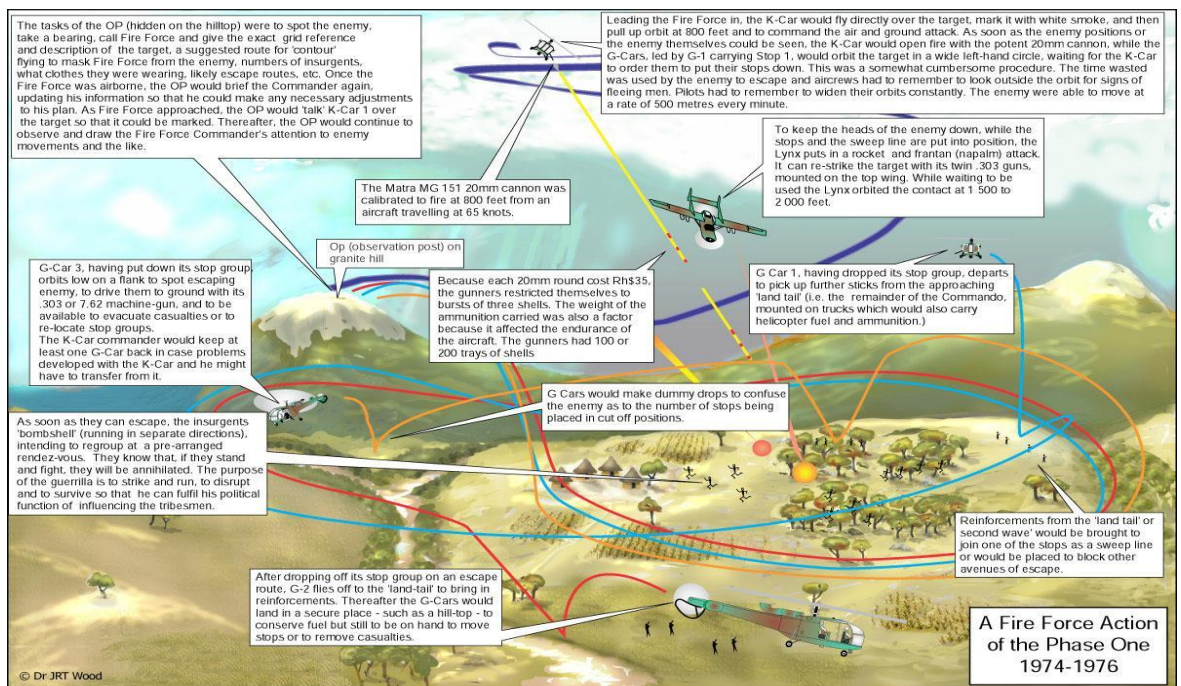 The tasks of the OP (hidden on the hilltop) were to spot the enemy,
take a bearing, call Fire Force and give the exact grid reference
and description of the target, a suggested route for 'contour'
flying to mask Fire Force from the enemy, numbers of insurgents,
what clothes they were wearing, likely escape routes, etc. Once the
Fire Force was airborne, the OP would brief the Commander again,
updating his information so that he could make any necessary adjustments
to his plan. As Fire Force approached, the OP would 'talk' K-Car 1 over
the target so that it could be marked. Thereafter, the OP would continue to
observe and draw the Fire Force Commander's attention to enemy
movements and the like.
Leading the Fire Force in, the K-Car would fly directly over the target, mark it with white smoke, and then
pull up orbit at 800 feet and to command the air and ground attack. As soon as the enemy positions or
the enemy themselves could be seen, the K-Car would open fire with the potent 20mm cannon, while the
G-Cars, led by G-1 carrying Stop 1, would orbit the target in a wide left-hand circle, waiting for the K-Car
to order them to put their stops down. This was a somewhat cumbersome procedure. The time wasted
was used by the enemy to escape and aircrews had to remember to look outside the orbit for signs of
fleeing men. Pilots had to remember to widen their orbits constantly. The enemy were able to move at
a rate of 500 metres every minute.
To keep the heads of the enemy down, while the
stops and the sweep line are put into position, the
Lynx puts in a rocket and frantan (napalm) attack.
It can re-strike the target with its twin .303 guns,
mounted on the top wing. While waiting to be
used the Lynx orbited the contact at 1 500 to
2 000 feet.
The Matra MG 151 20mm cannon was
calibrated to fire at 800 feet from an
aircraft travelling at 65 knots.
Op (observation post) on
granite hill
G-Car 3, having put down its stop group,
orbits low on a flank to spot escaping
enemy, to drive them to ground with its
.303 or 7.62 machine-gun, and to be
available to evacuate casualties or to
re-locate stop groups.
The K-Car commander would keep at
least one G-Car back in case problems
developed with the K-Car and he might
have to transfer from it.
Because each 20mm round cost Rh$35,
the gunners restricted themselves to
bursts of three shells. The weight of the
ammunition carried was also a factor
because it affected the endurance of
the aircraft. The gunners had 100 or
200 trays of shells
G Car 1, having dropped its stop group, departs
to pick up further sticks from the approaching
'land tail' (i.e. the remainder of the Commando,
mounted on trucks which would also carry
helicopter fuel and ammunition.)
G Cars would make dummy drops to confuse
the enemy as to the number of stops being
placed in cut off positions.
As soon as they can escape, the insurgents
'bombshell' (running in separate directions),
intending to regroup at a pre-arranged
rendez-vous. They know that, if they stand
and fight, they will be annihilated. The purpose
of the guerrilla is to strike and run, to disrupt
and to survive so that he can fulfil his political
function of influencing the tribesmen.
Reinforcements from the 'land tail' or
second wave' would be brought to
join one of the stops as a sweep line
or would be placed to block other
avenues of escape.
After dropping off its stop group on an escape
route, G-2 flies off to the 'land-tail' to bring in
reinforcements. Thereafter the G-Cars would
land in a secure place - such as a hill-top - to
conserve fuel but still to be on hand to move
stops or to remove casualties.
A Fire Force Action
of the Phase One
1974-1976
© Dr JRT Wood